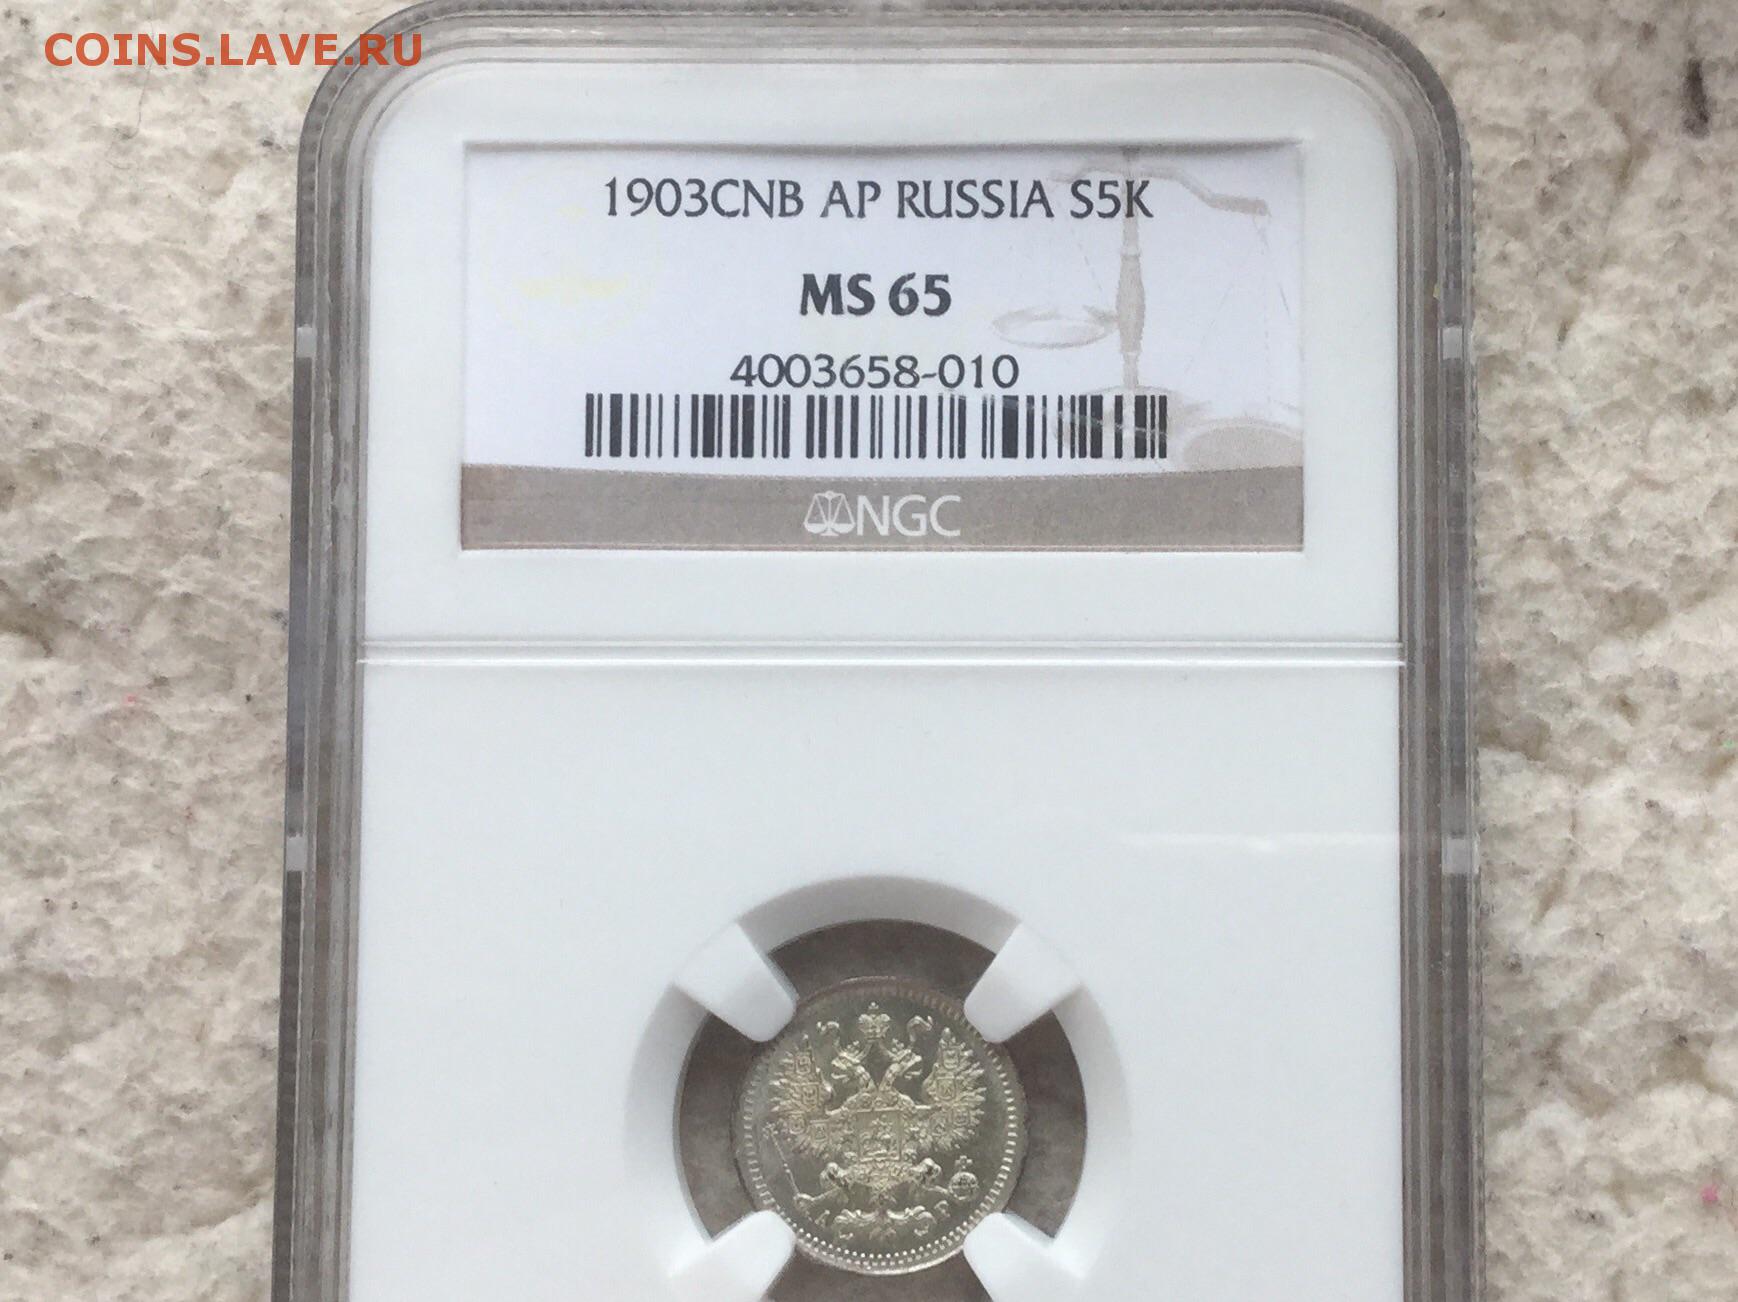 COINS.LAVE.RU
1903CNB AP RUSSIA S5K
MS 65
4003658-010
NGC
А Р